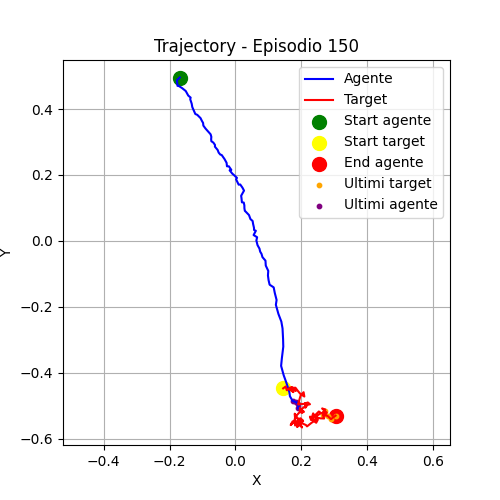 Trajectory - Episodio 150
Agente
Target
Start agente
Start target
End agente
Ultimi target
Ultimi agente
Y
0.4
0.2
0.0
−0.2
−0.4
−0.6
−0.4
−0.2
0.0
0.2
0.4
0.6
X